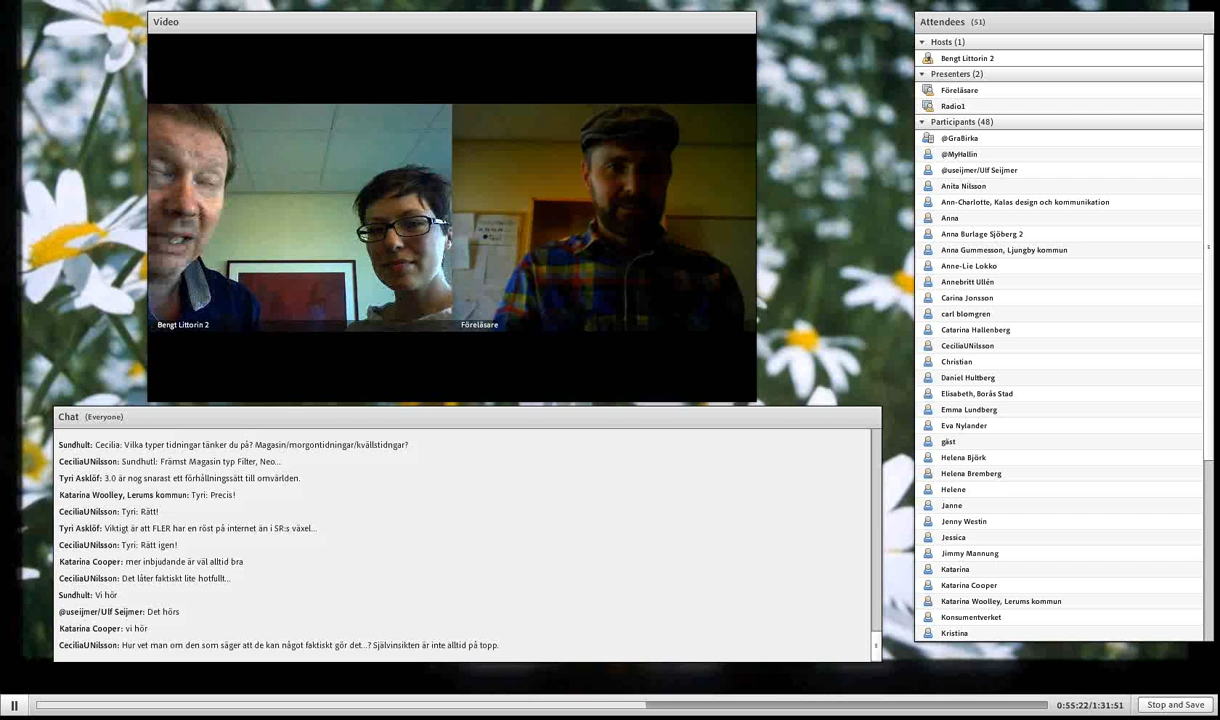 Video
Bengt Littorin 2
Föreläsare
Chat (Everyone)
Sundhult: Cecilia: Vilka typer tidningar tänker du på? Magasin/morgontidningar/kvällstidngar?
CeciliaUNilsson: Sundhutl: Främst Magasin typ Filter, Neo...
Tyri Asklöf: 3.0 är nog snarast ett förhållningssätt till omvärlden.
Katarina Woolley, Lerums kommun: Tyri: Precis!
CeciliaUNilsson: Tyri: Rätt!
Tyri Asklöf: Viktigt är att FLER har en röst på internet än i SR:s växel...
CeciliaUNilsson: Tyri: Rätt igen!
Katarina Cooper: mer inbjudande är väl alltid bra
CeciliaUNilsson: Det låter faktiskt lite hotfullt...
Sundhult: Vi hör
@useijmer/Ulf Seijmer: Det hörs
Katarina Cooper: vi hör
CeciliaUNilsson: Hur vet man om den som säger att de kan något faktiskt gör det...? Självinsikten är inte alltid på topp.
Attendees (51)
Hosts (1)
Bengt Littorin 2
Presenters (2)
Föreläsare
Radio1
Participants (48)
@GraBirka
@MyHallin
@useijmer/Ulf Seijmer
Anita Nilsson
Ann-Charlotte, Kalas design och kommunikation
Anna
Anna Burlage Sjöberg 2
Anna Gummesson, Ljungby kommun
Anne-Lie Lokko
Annebritt Ullén
Carina Jonsson
carl blomgren
Catarina Hallenberg
CeciliaUNilsson
Christian
Daniel Hultberg
Elisabeth, Borås Stad
Emma Lundberg
Eva Nylander
gäst
Helena Björk
Helena Bremberg
Helene
Janne
Jenny Westin
Jessica
Jimmy Mannung
Katarina
Katarina Cooper
Katarina Woolley, Lerums kommun
Konsumentverket
Kristina
0:55:22/1:31:51
Stop and Save